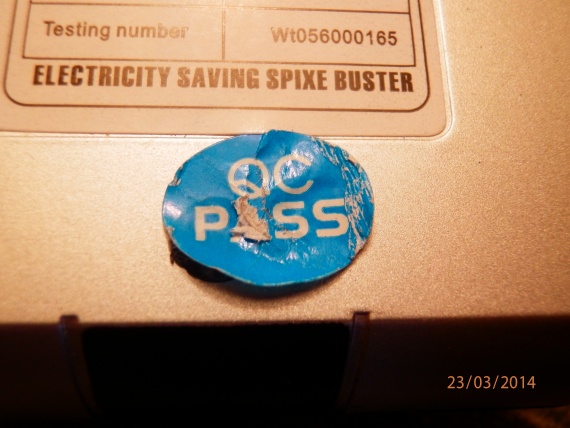 Testing number Wt056000165
ELECTRICITY SAVING SPIXE BUSTER
QC
PASS
23/03/2014